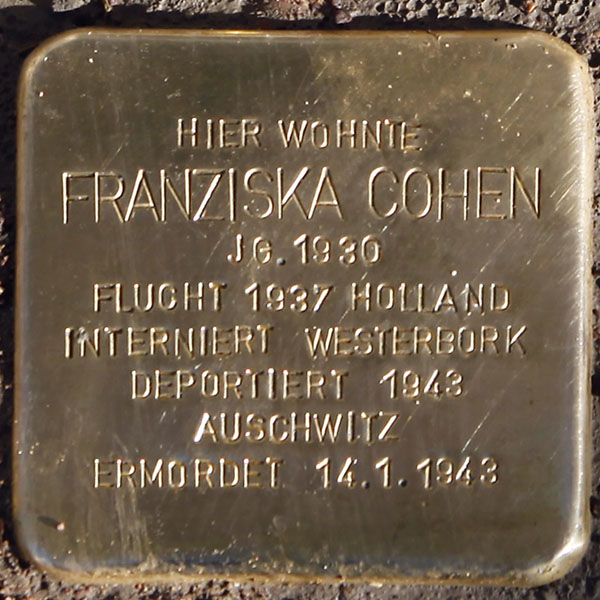 HIER WOHNTE
FRANZISKA COHEN
JG. 1930
FLUCHT 1937 HOLLAND
INTERNIERT WESTERBORK
DEPORTIERT 1943
AUSCHWITZ
ERMORDET 14.1.1943